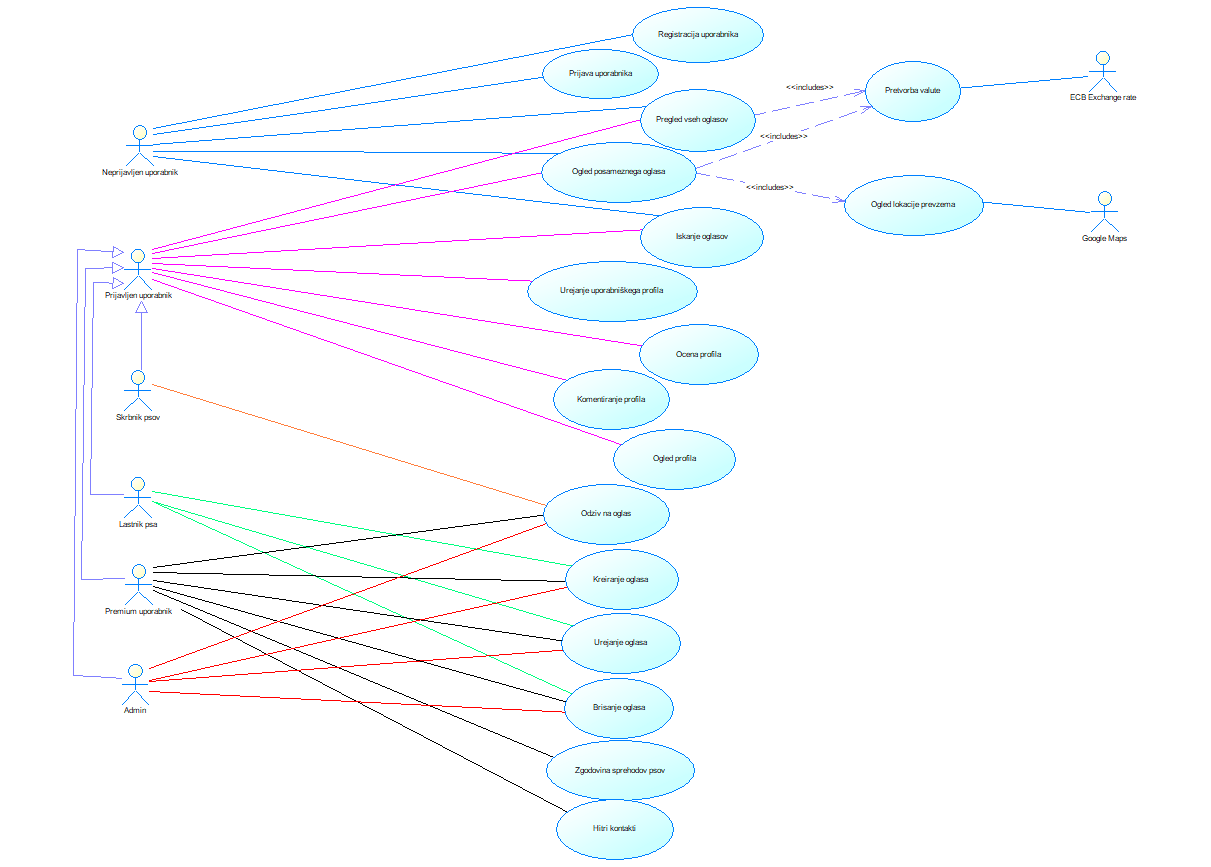 Registracija uporabnika
Prijava uporabnika
<<includes>>
Pretvorba valute
ECB Exchange rate
Pregled vseh oglasov
<<includes>>
Neprijavljen uporabnik
Ogled posameznega oglasa
<<includes>>
Ogled lokacije prevzema
Google Maps
Iskanje oglasov
Prijavljen uporabnik
Urejanje uporabniškega profila
Ocena profila
Komentiranje profila
Skrbnik psov
Ogled profila
Odziv na oglas
Lastnik psa
Kreiranje oglasa
Premium uporabnik
Urejanje oglasa
Admin
Brisanje oglasa
Zgodovina sprehodov psov
Hitri kontakti